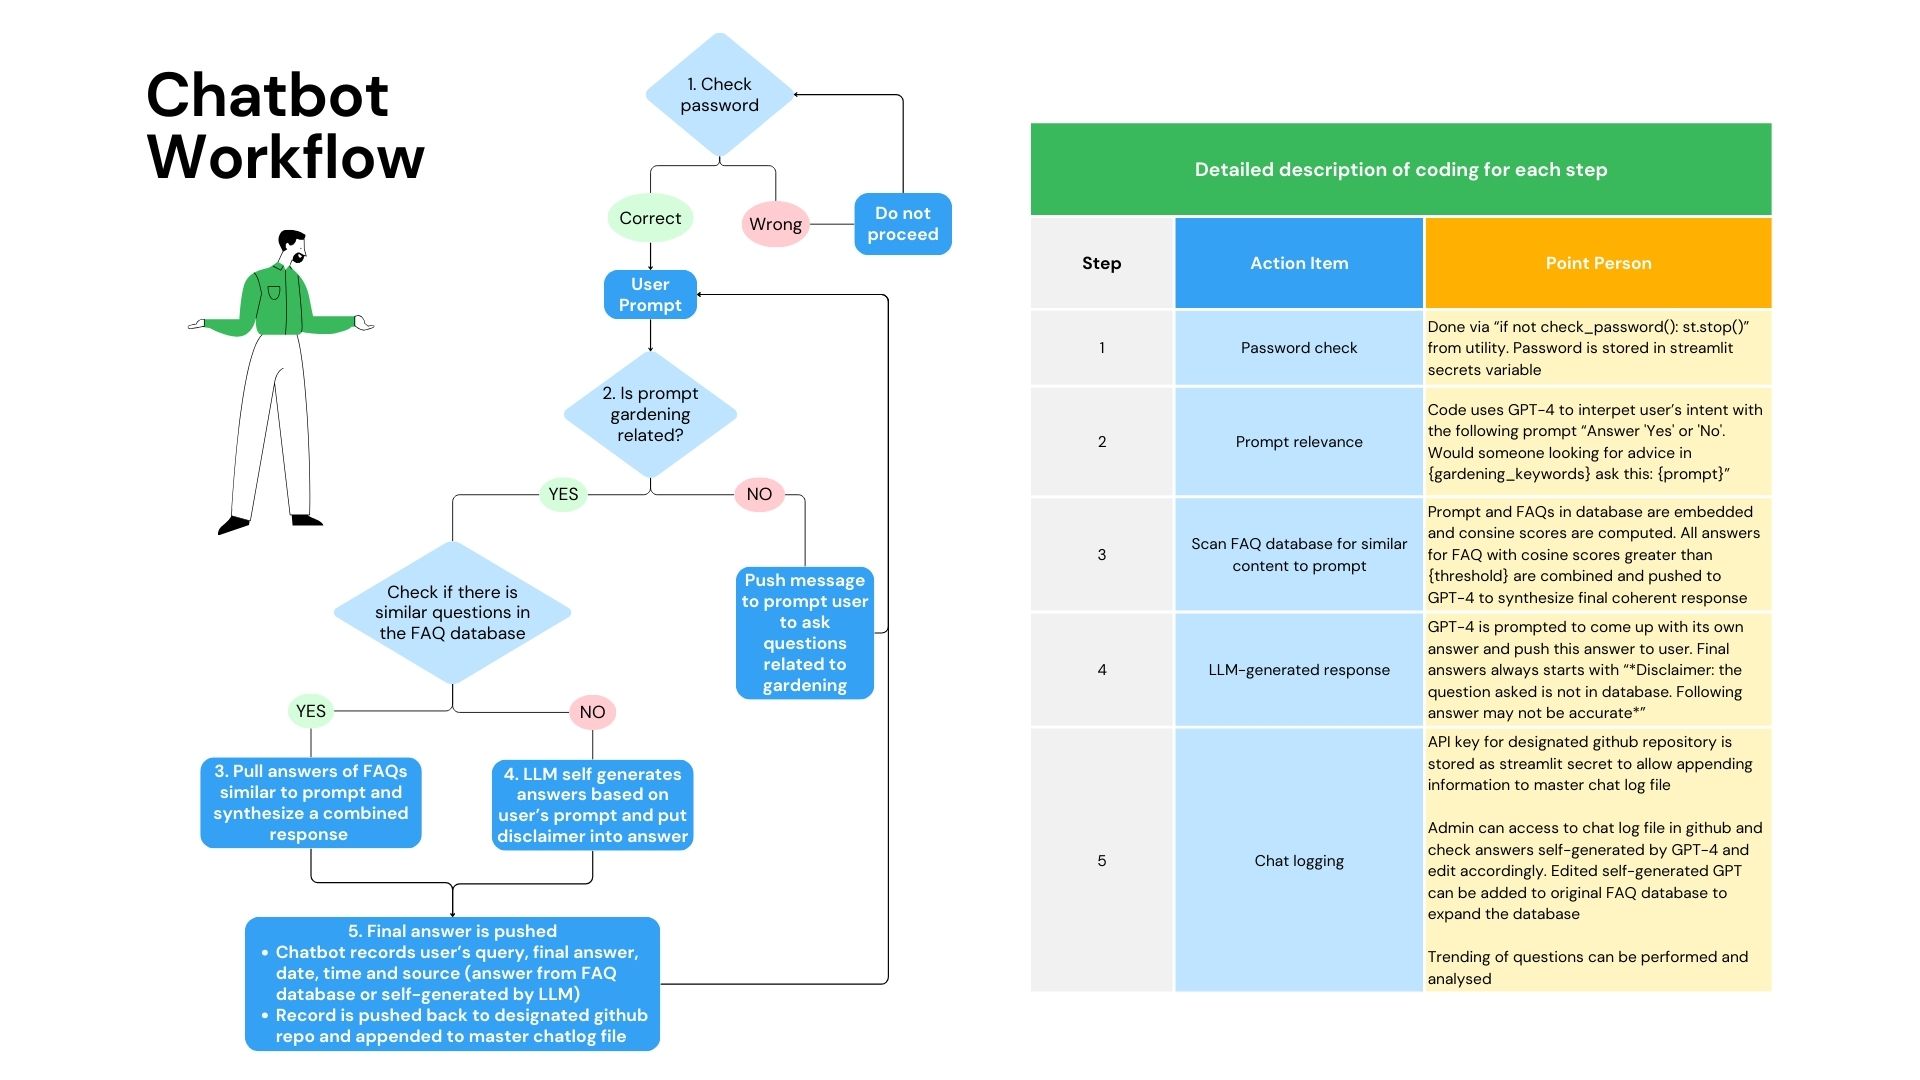 Chatbot
Workflow
1. Check
password
Correct
Wrong
Do not
proceed
User
Prompt
2. Is prompt
gardening
related?
YES
NO
Check if there is
similar questions in
the FAQ database
Push message
to prompt user
to ask
questions
related to
gardening
YES
NO
3. Pull answers of FAQs
similar to prompt and
synthesize a combined
response
4. LLM self generates
answers based on
user's prompt and put
disclaimer into answer
5. Final answer is pushed
• Chatbot records user's query, final answer,
date, time and source (answer from FAQ
database or self-generated by LLM)
• Record is pushed back to designated github
repo and appended to master chatlog file
Detailed description of coding for each step
Step
Action Item
Point Person
1
Password check
Done via “if not check_password(): st.stop()”
from utility. Password is stored in streamlit
secrets variable
2
Prompt relevance
Code uses GPT-4 to interpet user’s intent with
the following prompt “Answer 'Yes' or 'No'.
Would someone looking for advice in
{gardening_keywords} ask this: {prompt}”
3
Scan FAQ database for similar
content to prompt
Prompt and FAQs in database are embedded
and consine scores are computed. All answers
for FAQ with cosine scores greater than
{threshold} are combined and pushed to
GPT-4 to synthesize final coherent response
4
LLM-generated response
GPT-4 is prompted to come up with its own
answer and push this answer to user. Final
answers always starts with “*Disclaimer: the
question asked is not in database. Following
answer may not be accurate*”
5
Chat logging
API key for designated github repository is
stored as streamlit secret to allow appending
information to master chat log file
Admin can access to chat log file in github and
check answers self-generated by GPT-4 and
edit accordingly. Edited self-generated GPT
can be added to original FAQ database to
expand the database
Trending of questions can be performed and
analysed